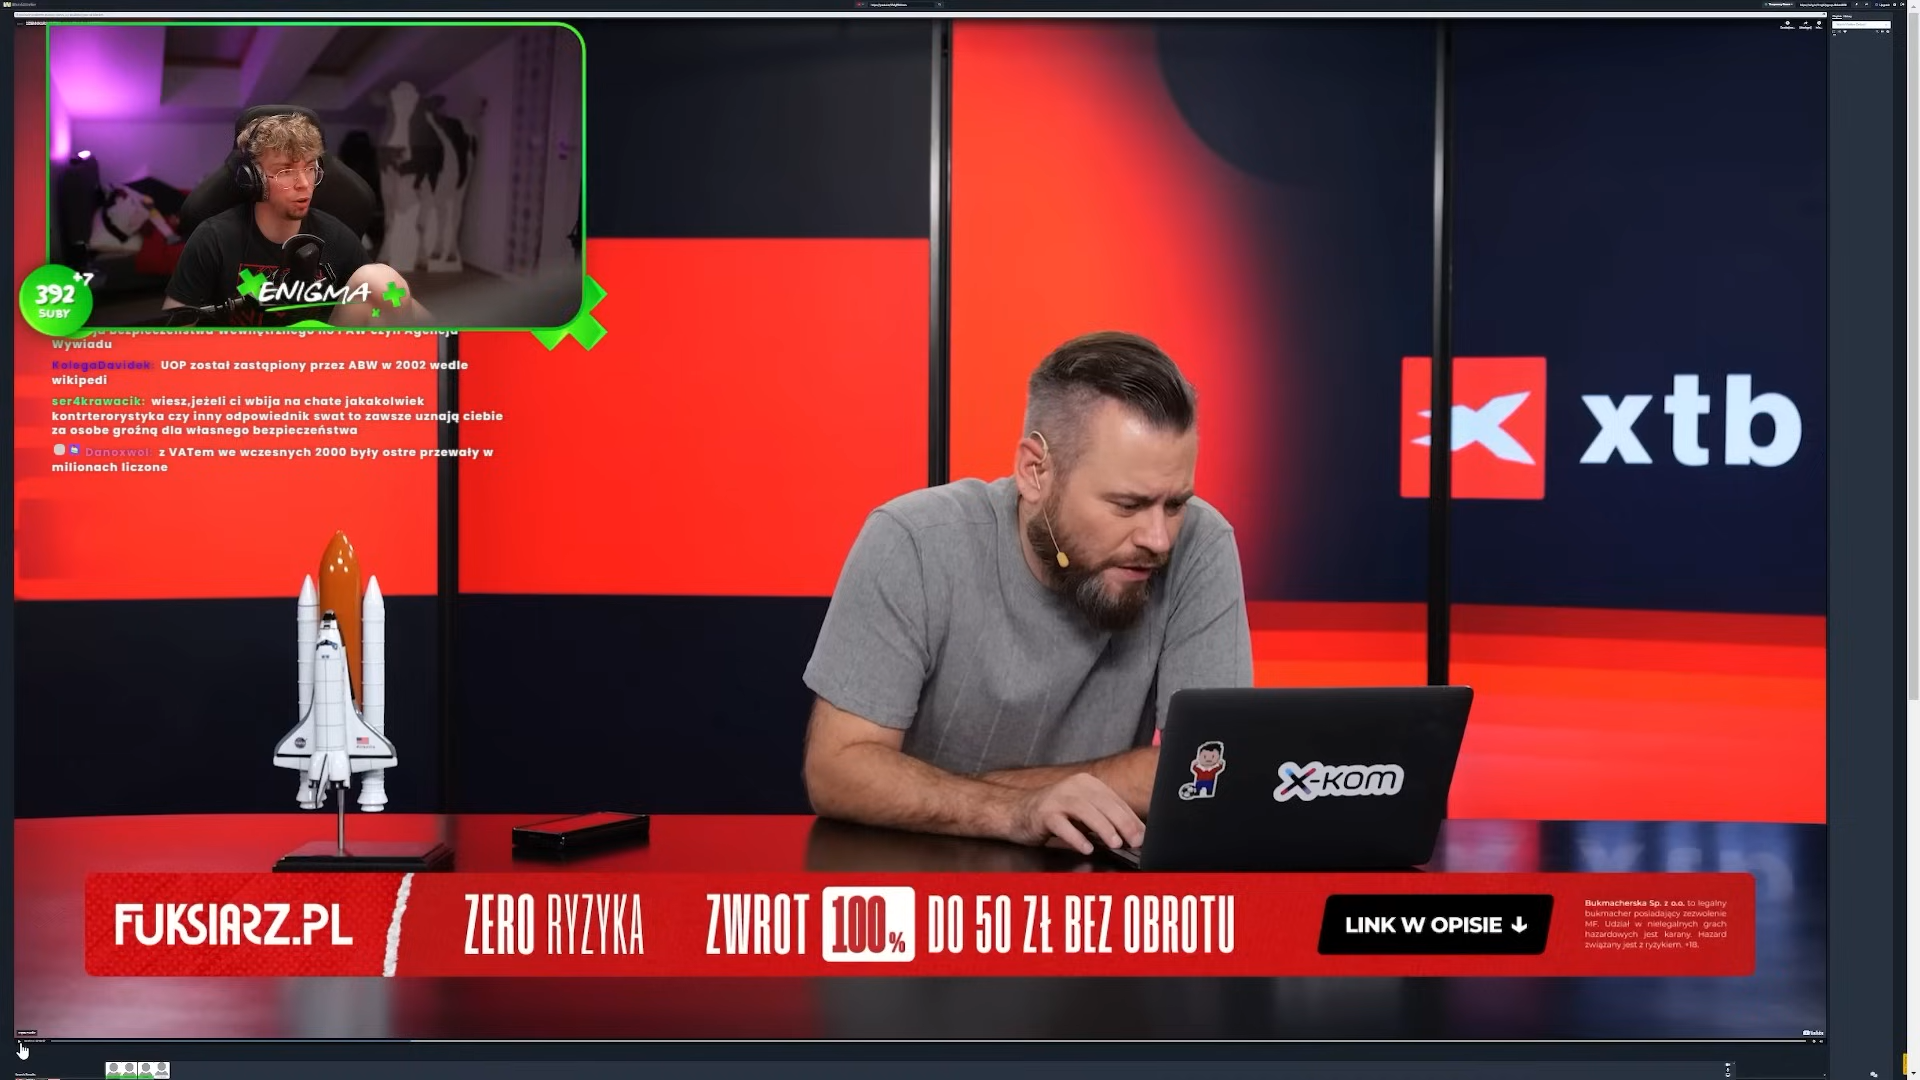 +7
392
SUBY
ENIGMA
Wywiadu
KolegaDavidek: UOP został zastąpiony przez ABW w 2002 wedle
wikipedi
ser4krawacik: wiesz,jeżeli ci wbija na chate jakakolwiek
kontrterorystyka czy inny odpowiednik swat to zawsze uznają ciebie
za osobe groźną dla własnego bezpieczeństwa
Danoxwol: z VATem we wczesnych 2000 były ostre przewały w
milionach liczone
xtb
x-kom
FUKSIARZ.PL
ZERO RYZYKA
ZWROT 100% DO 50 ZŁ BEZ OBROTU
LINK W OPISIE ↓
Bukmacherska Sp. z o.o. to legalny
bukmacher posiadający zezwolenie
MF. Udział w nielegalnych grach
hazardowych jest karany. Hazard
związany jest z ryzykiem. +18.